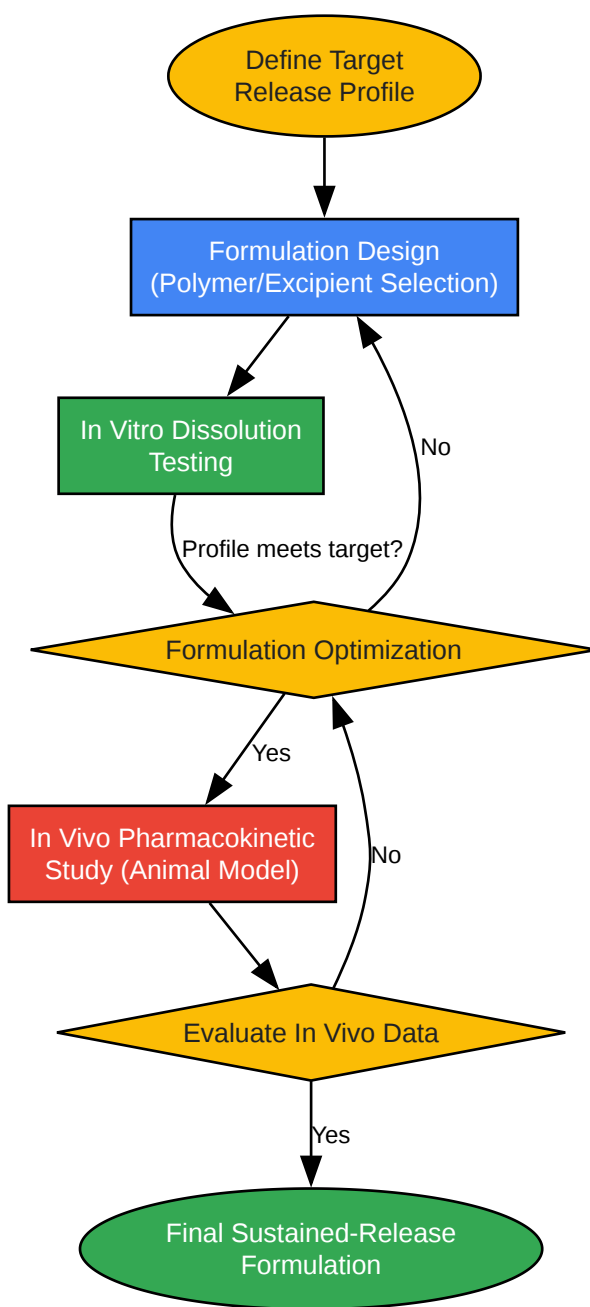 Define Target
Release Profile
Formulation Design
(Polymer/Excipient Selection)
In Vitro Dissolution
Testing
No
Profile meets target?
Formulation Optimization
Yes
In Vivo Pharmacokinetic
Study (Animal Model)
No
Evaluate In Vivo Data
Yes
Final Sustained-Release
Formulation